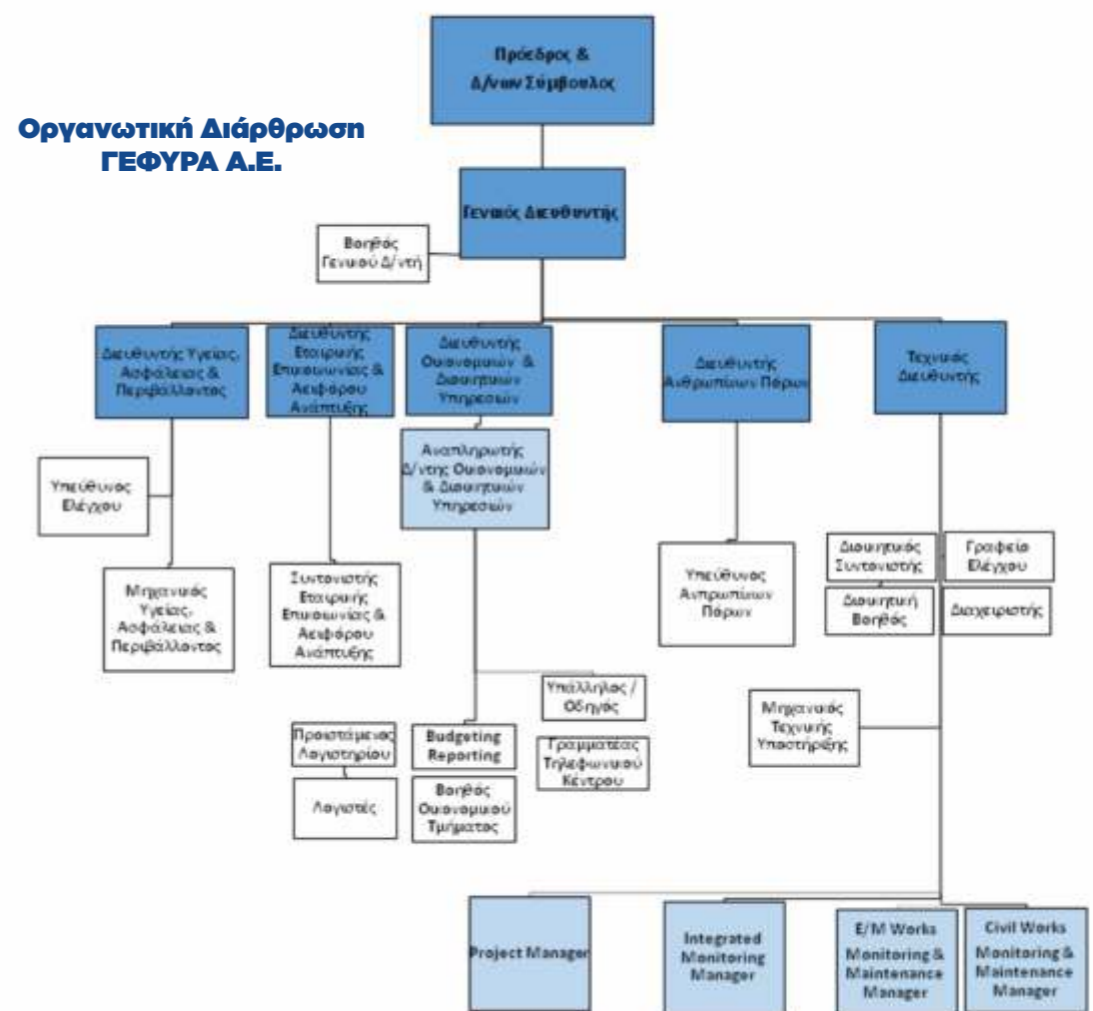 Πρόεδρος &
Δ/νων Σύμβουλος
Οργανωτική Διάρθρωση
ΓΕΦΥΡΑ Α.Ε.
Γενικός Διευθυντής
Βοηθός
Γενικού Δ/ντή
Διευθυντής Υγείας,
Ασφάλειας &
Περιβάλλοντος
Διευθυντης
Εταιρικής
Επικοινωνίας &
Αειφόρου
Ανάπτυξης
Διευθυντής
Οικονομικών &
Διοικητικών
Υπηρεσιών
Διευθυντής
Ανθρωπίνων Πόρων
Τεχνικός
Διευθυντής
Αναπληρωτής
Δ/ντης Οικονομικών
& Διοικητικών
Υπηρεσιών
Υπεύθυνος
Ελέγχου
Μηχανικός
Υγείας,
Ασφάλειας &
Περιβάλλοντος
Συντονιστής
Εταιρικής
Επικοινωνίας &
Αειφόρου
Ανάπτυξης
Υπεύθυνος
Ανπρωπίνων
Πόρων
Διοικητικός
Συντονιστής
Γραφείο
Ελέγχου
Διοικητική
Βοηθός
Διαχειριστής
Υπάλληλος /
Οδηγός
Μηχανικός
Τεχνικής
Υποστήριξης
Προιστάμενος
Λογιστηρίου
Budgeting
Reporting
Γραμματέας
Τηλεφωνικού
Κέντρου
Λογιστές
Βοηθός
Οικονομικού
Τμήματος
Project Manager
Integrated
Monitoring
Manager
E/M Works
Monitoring &
Maintenance
Manager
Civil Works
Monitoring &
Maintenance
Manager